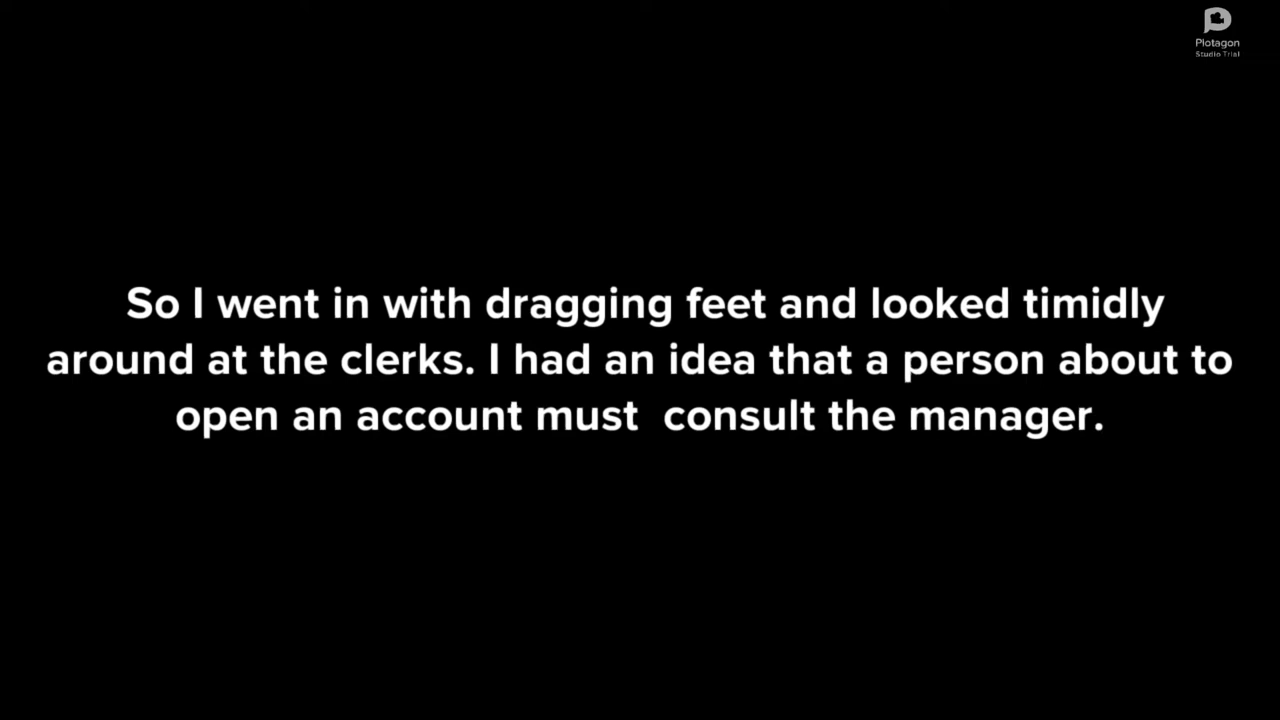 Plotagon
Studio Trial
So I went in with dragging feet and looked timidly
around at the clerks. I had an idea that a person about to
open an account must  consult the manager.